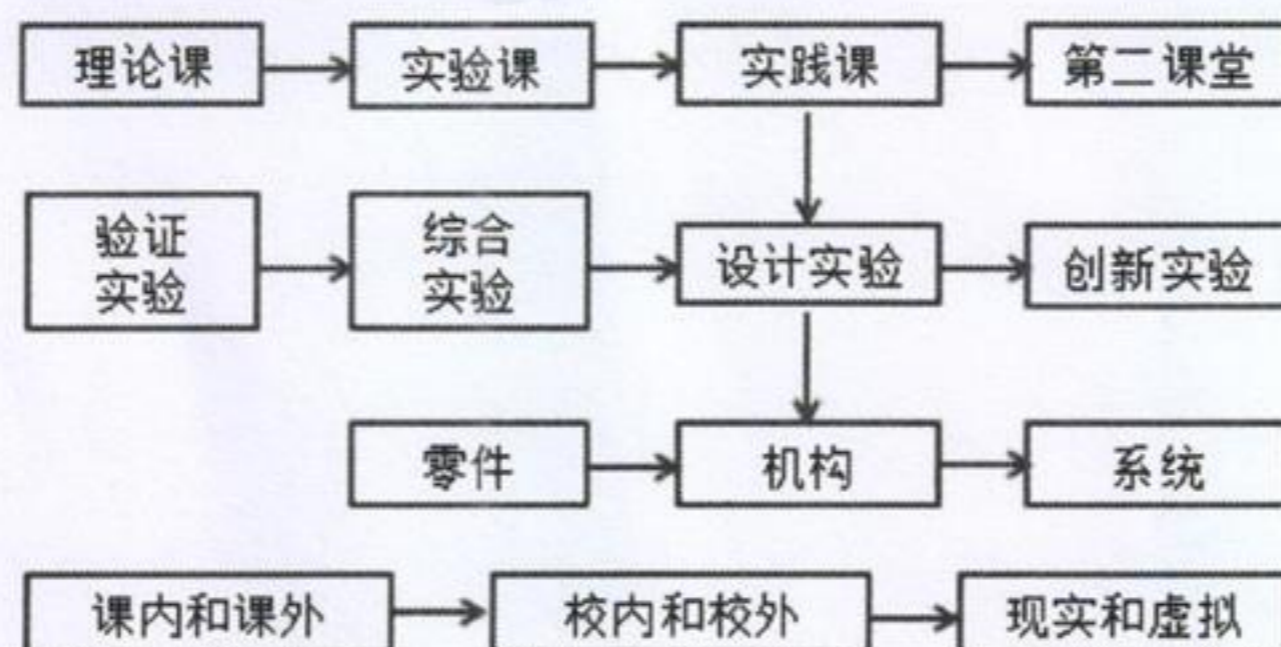 理论课 实验课 实践课 第二课堂
验证 综合
实验 实验 设计实验 创新实验
零件 机构 系统
课内和课外 校内和校外 现实和虚拟